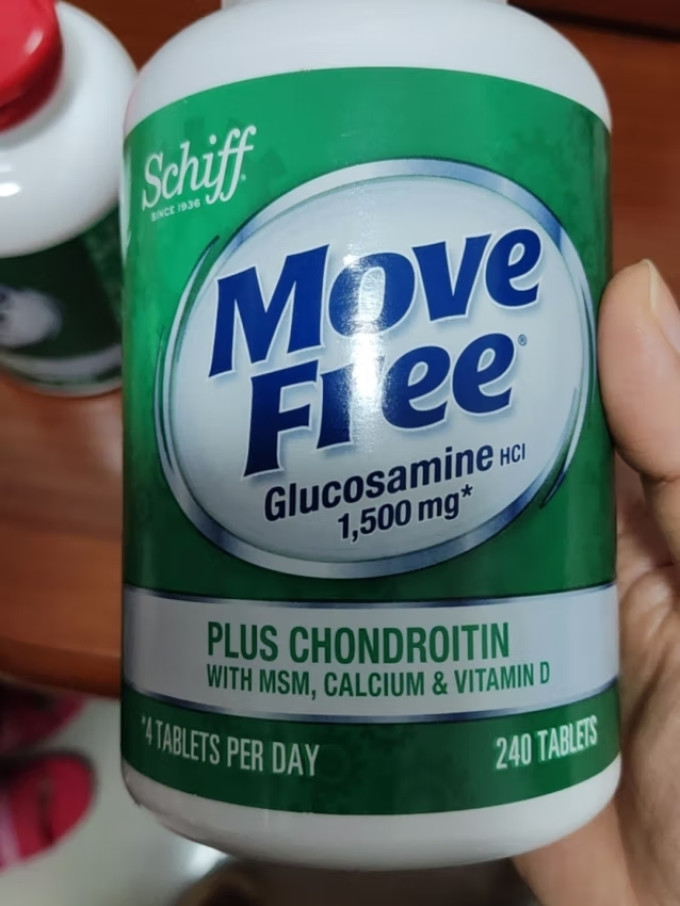 Schiff®
SINCE 1936
MOVE
FREE®
Glucosamine HCl
1,500 mg*
PLUS CHONDROITIN
WITH MSM, CALCIUM & VITAMIN D
*4 TABLETS PER DAY
240 TABLETS